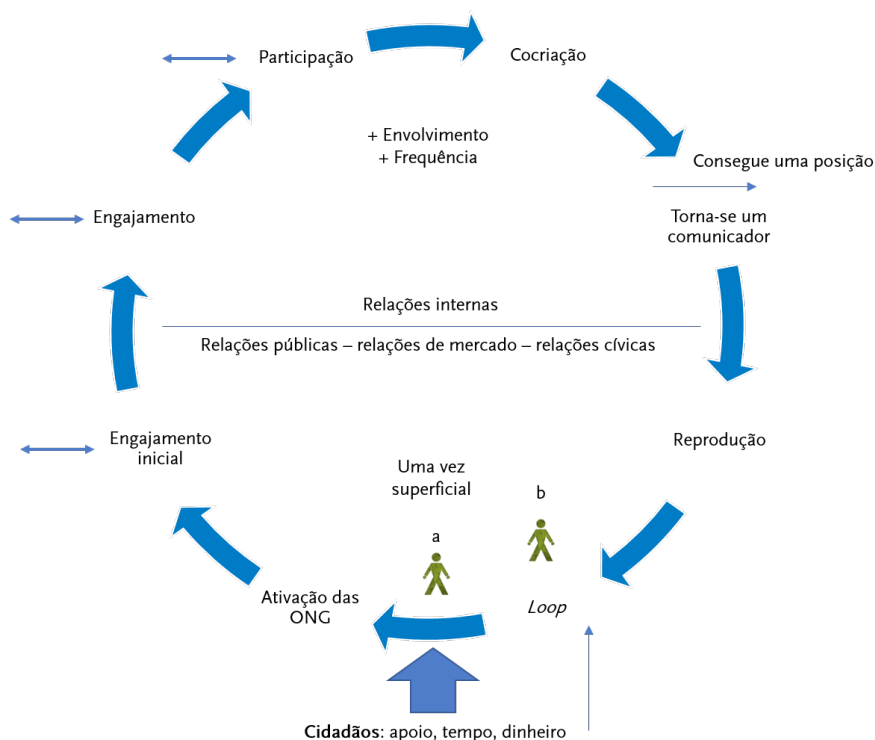 Participação
Cocriação
+ Envolvimento
+ Frequência
Consegue uma posição
Torna-se um
comunicador
Engajamento
Relações internas
Relações públicas – relações de mercado – relações cívicas
Engajamento
inicial
Reprodução
Uma vez
superficial
b
a
Ativação das
ONG
Loop
Cidadãos: apoio, tempo, dinheiro